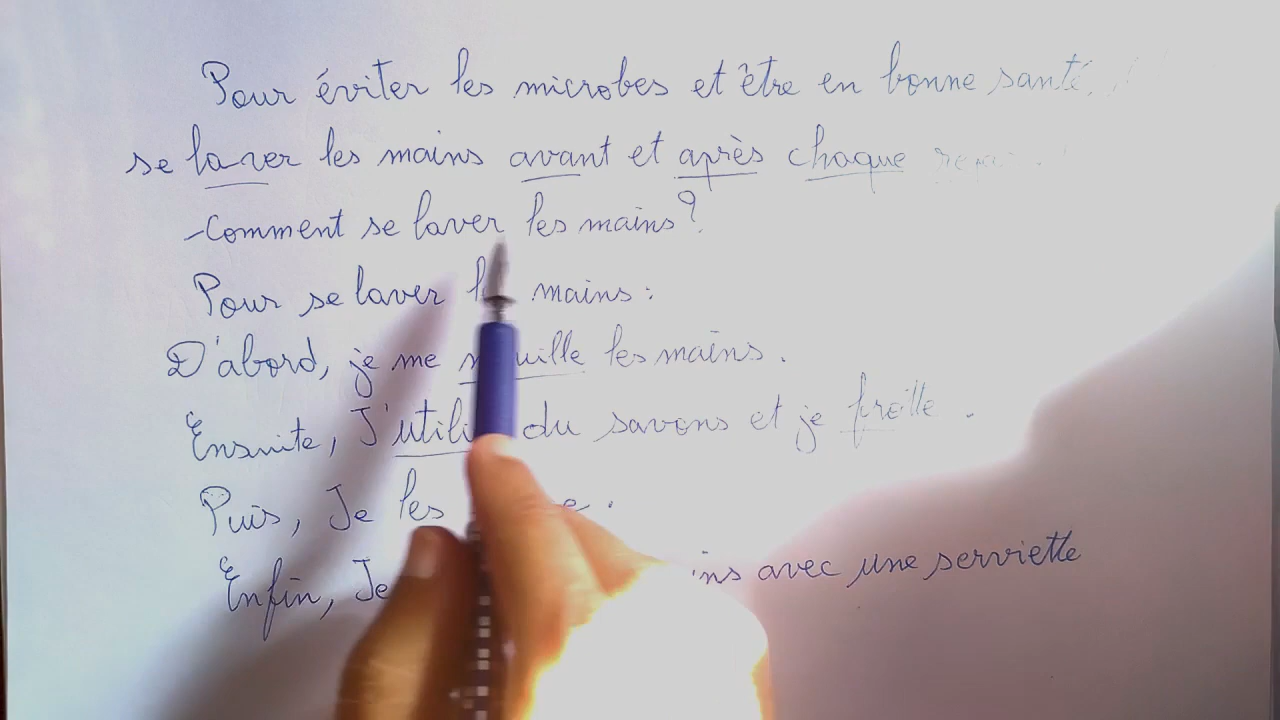 Pour éviter les microbes et être en bonne santé,
se laver les mains avant et après chaque
- Comment se laver les mains ?
Pour se laver mains :
D'abord, je me les mains .
Ensuite, J' du savons et je frotte .
Puis, Je les
Enfin, Je avec une serviette